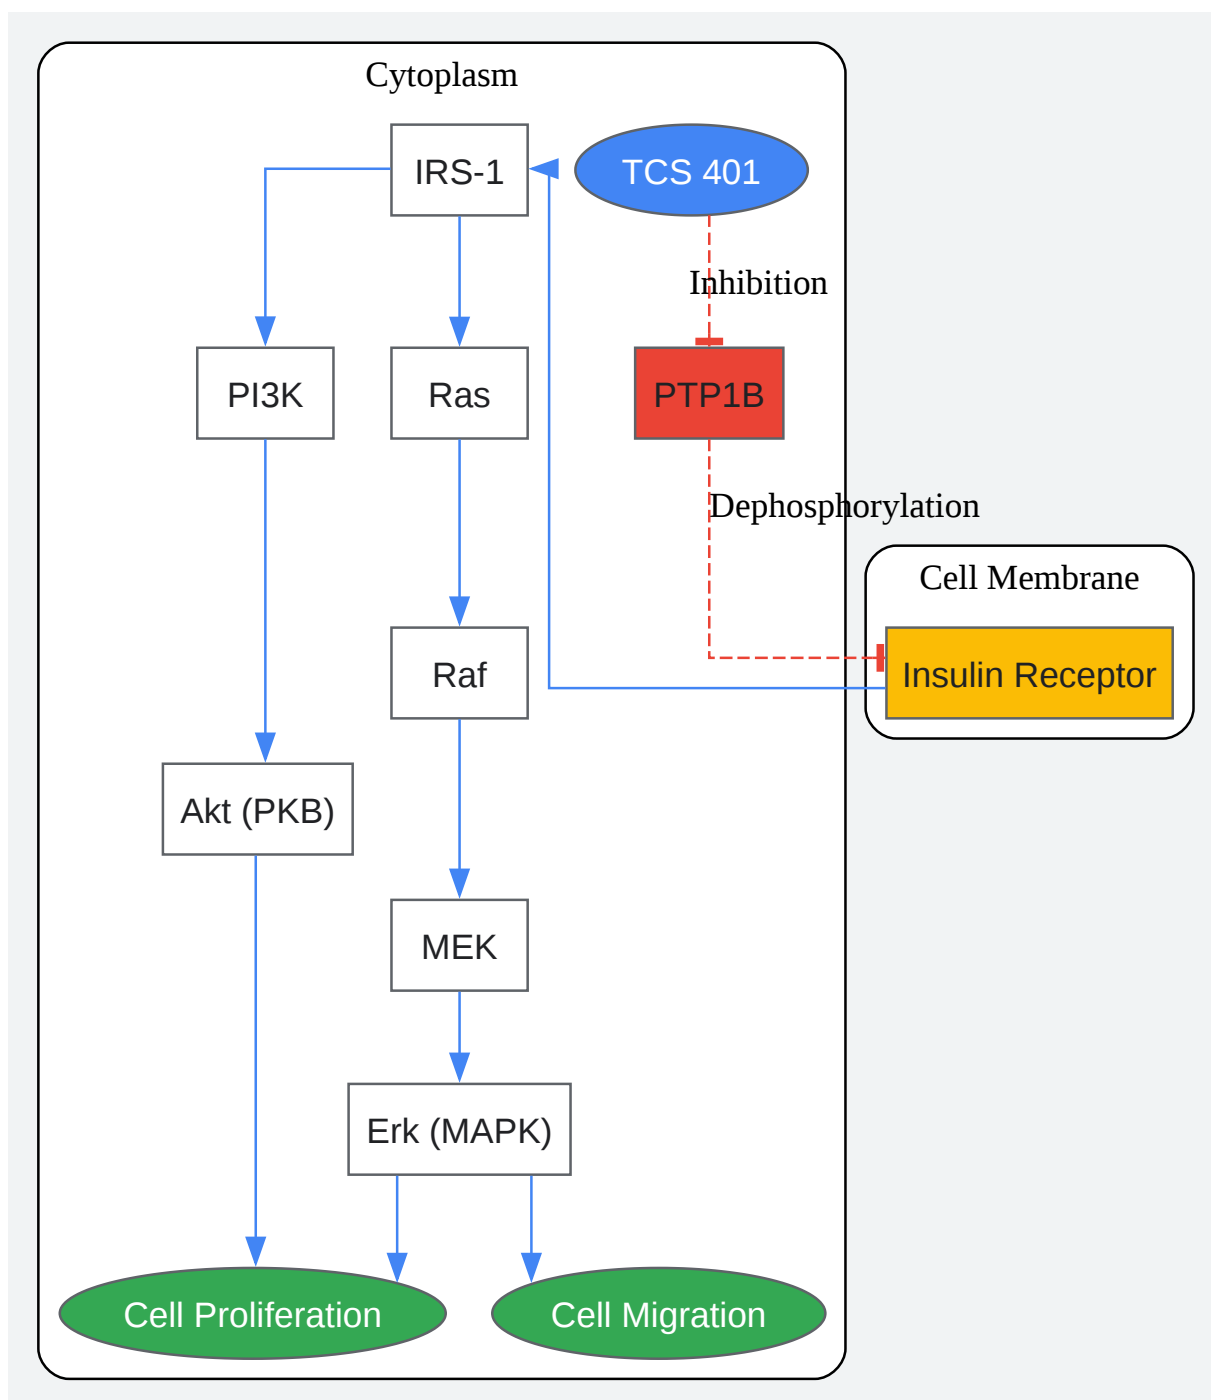 Cytoplasm
IRS-1
TCS 401
Inhibition
PI3K
Ras
PTP1B
Dephosphorylation
Cell Membrane
Raf
Insulin Receptor
Akt (PKB)
MEK
Erk (MAPK)
Cell Proliferation
Cell Migration